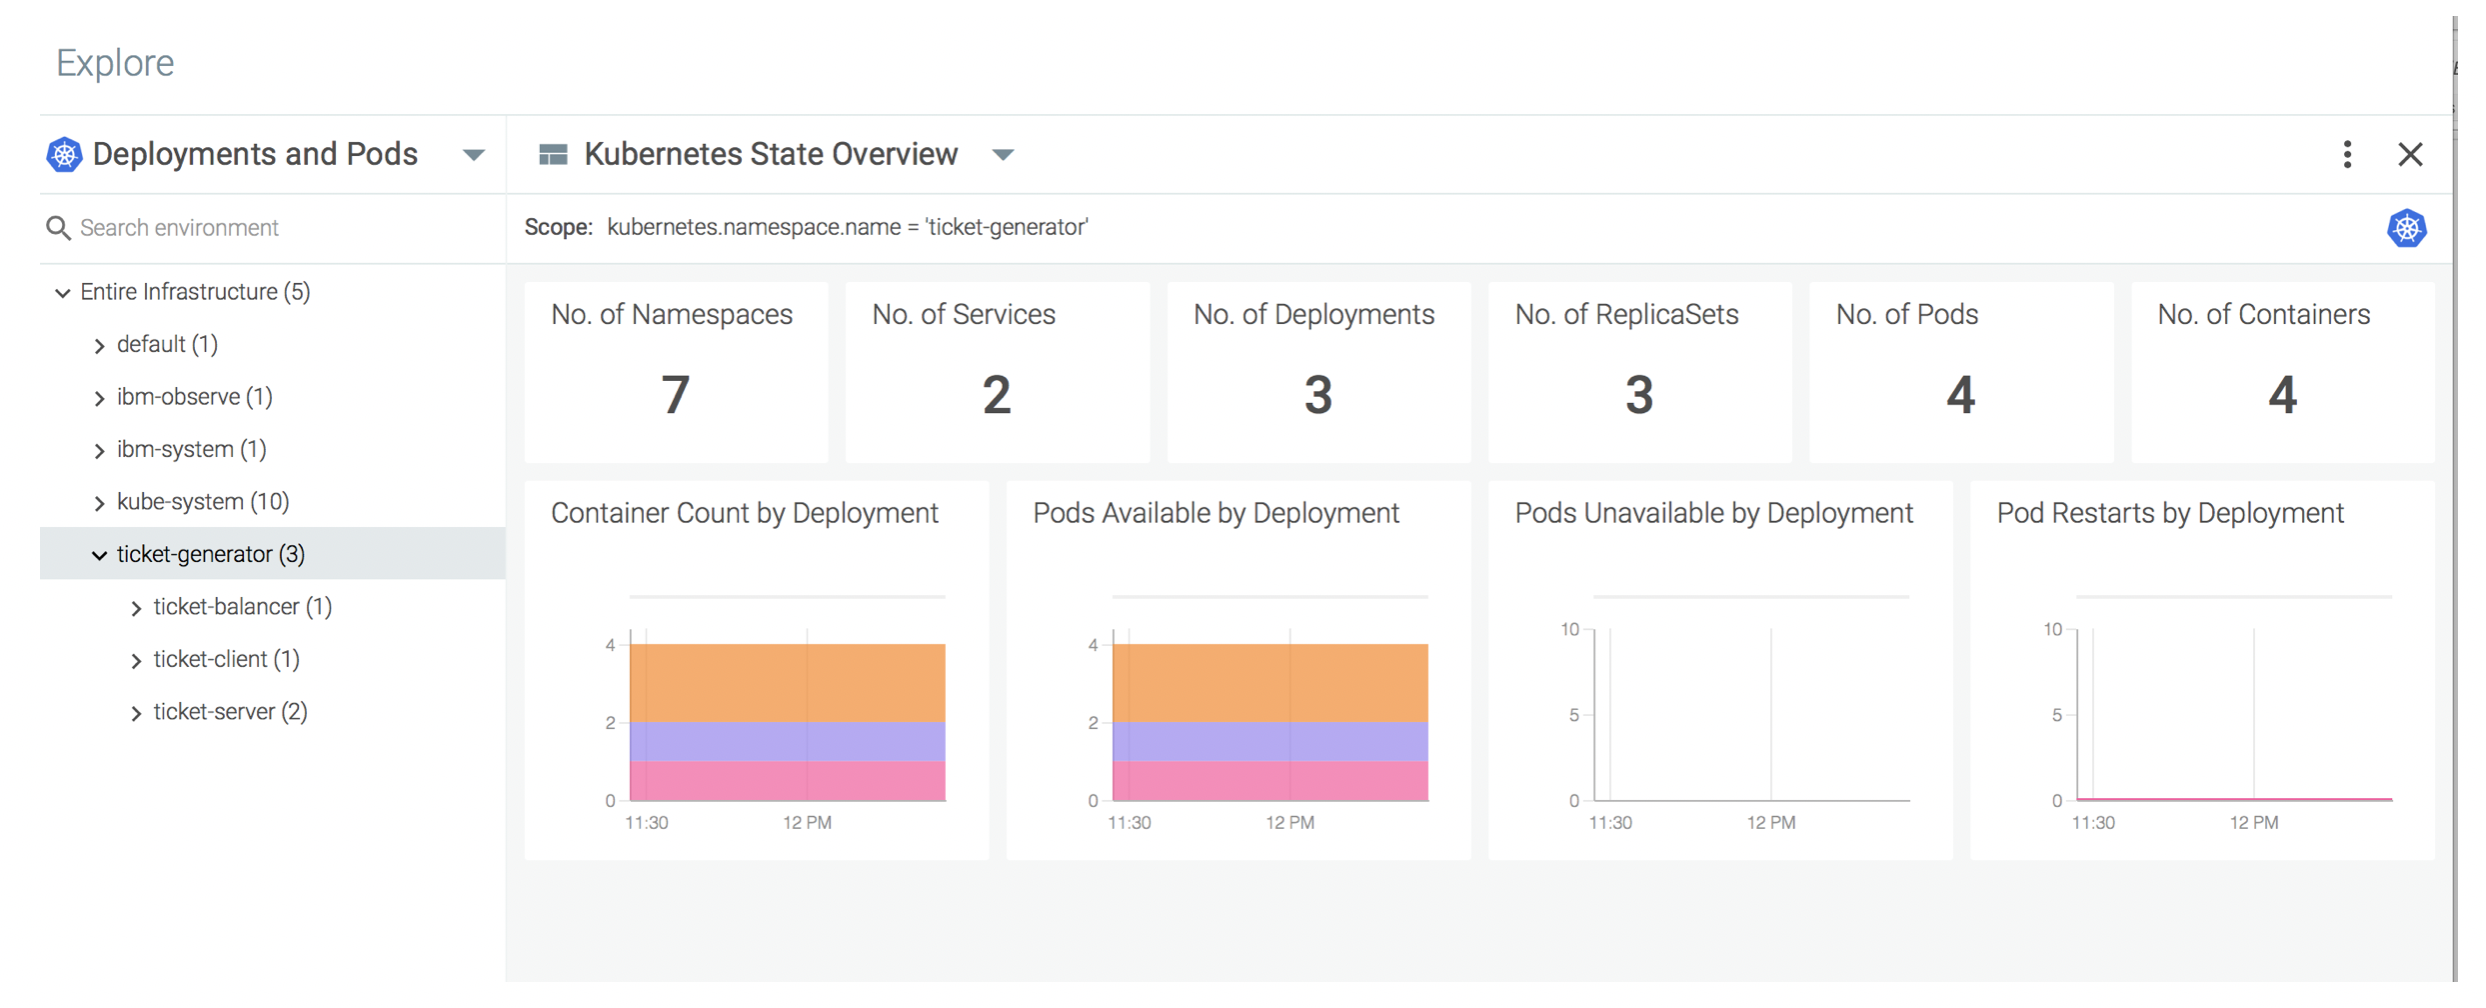 Explore
Deployments and Pods
Kubernetes State Overview
Search environment
Scope: kubernetes.namespace.name = 'ticket-generator'
Entire Infrastructure (5)
default (1)
ibm-observe (1)
ibm-system (1)
kube-system (10)
ticket-generator (3)
ticket-balancer (1)
ticket-client (1)
ticket-server (2)
No. of Namespaces
7
No. of Services
2
No. of Deployments
3
No. of ReplicaSets
3
No. of Pods
4
No. of Containers
4
Container Count by Deployment
4
2
0
11:30 12 PM
Pods Available by Deployment
4
2
0
11:30 12 PM
Pods Unavailable by Deployment
10
5
0
11:30 12 PM
Pod Restarts by Deployment
10
5
0
11:30 12 PM